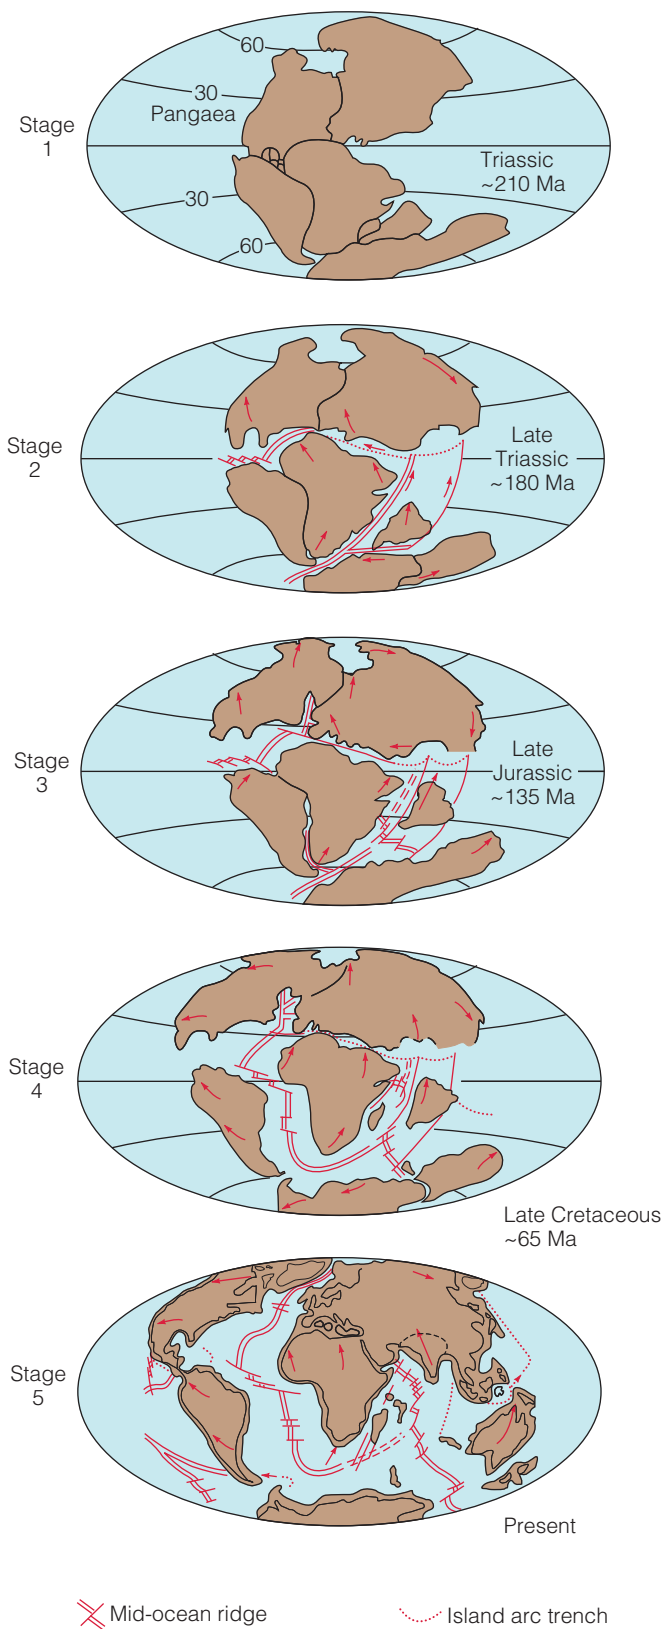 60
30
Pangaea
Stage
1
Triassic
~210 Ma
30
60
Stage
2
Late
Triassic
~180 Ma
Stage
3
Late
Jurassic
~135 Ma
Stage
4
Late Cretaceous
~65 Ma
Stage
5
Present
Mid-ocean ridge
Island arc trench